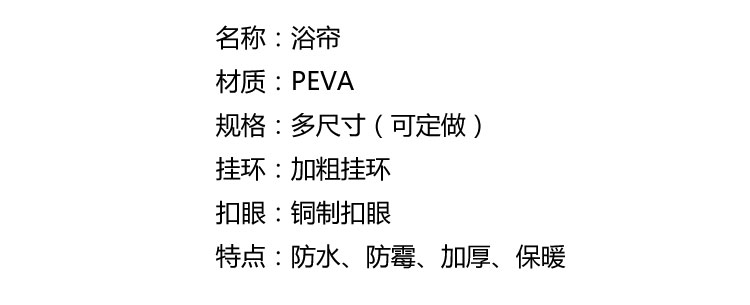 名称：浴帘
材质：PEVA
规格：多尺寸（可定做）
挂环：加粗挂环
扣眼：铜制扣眼
特点：防水、防霉、加厚、保暖